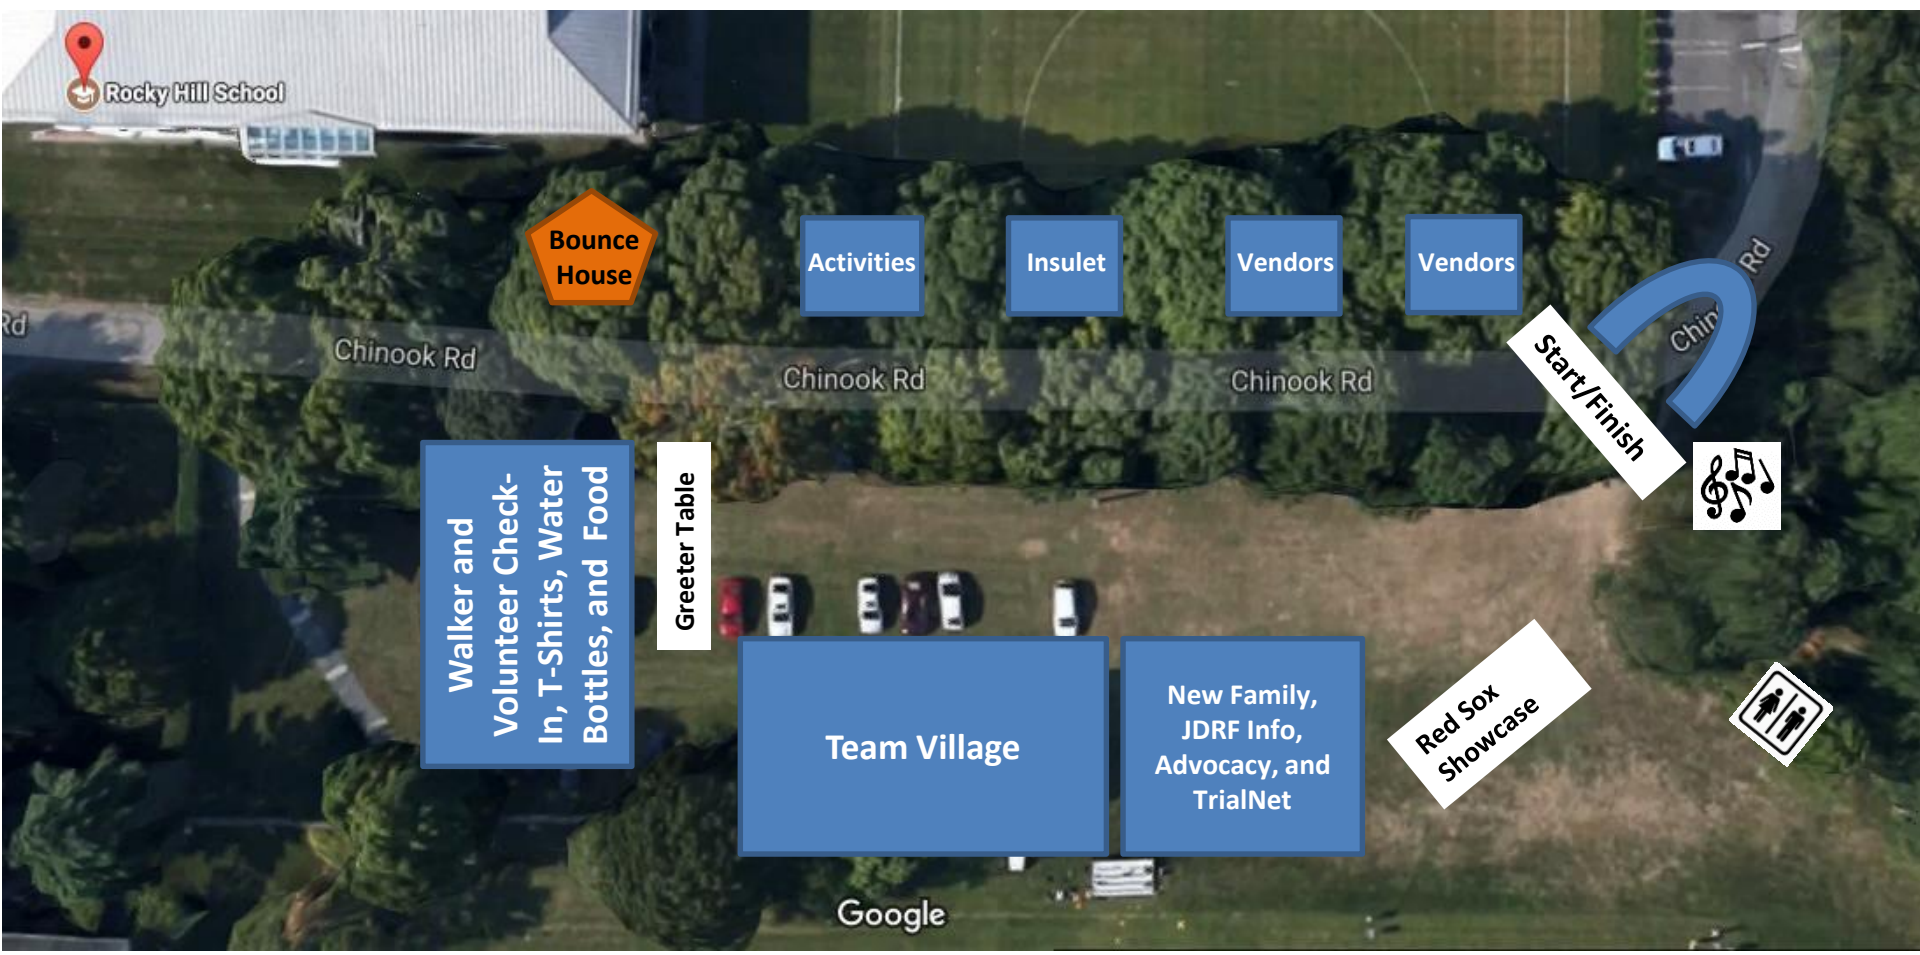 Rocky Hill School
Bounce
House
Activities
Insulet
Vendors
Vendors
Rd
Rd
Chinook Rd
Chinook Rd
Chinook Rd
Chin
Start/Finish
Walker and
Volunteer Check-
In, T-Shirts, Water
Bottles, and Food
Greeter Table
Team Village
New Family,
JDRF Info,
Advocacy, and
TrialNet
Red Sox
Showcase
Google